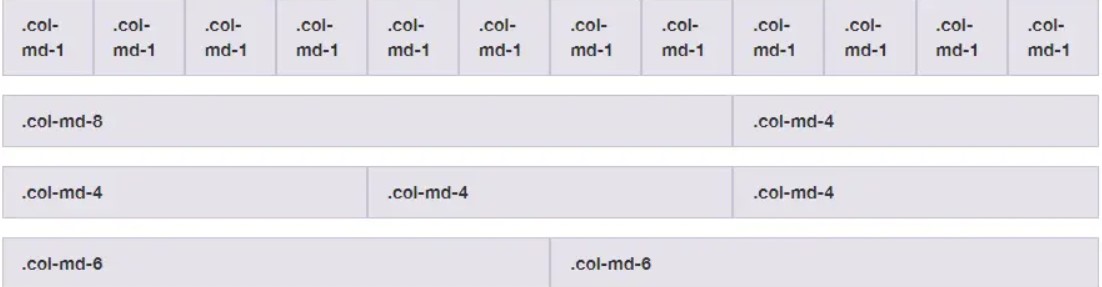 .col- .col- .col- .col- .col- .col- .col- .col- .col- .col- .col- .col-
md-1 md-1 md-1 md-1 md-1 md-1 md-1 md-1 md-1 md-1 md-1 md-1
.col-md-8 .col-md-4
.col-md-4 .col-md-4 .col-md-4
.col-md-6 .col-md-6